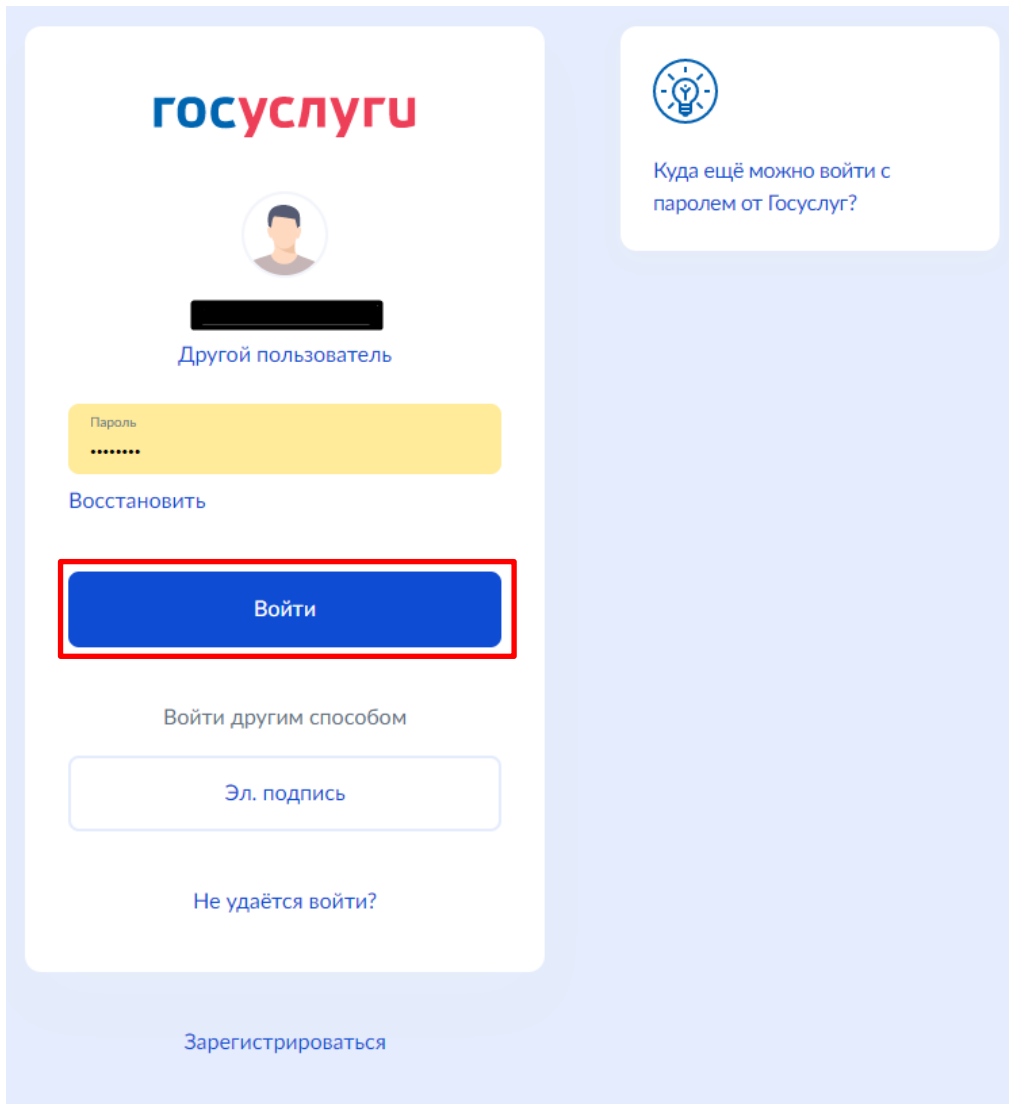 госуслуги
Другой пользователь
Пароль
••••••••
Восстановить
Войти
Войти другим способом
Эл. подпись
Не удаётся войти?
Зарегистрироваться
Куда ещё можно войти с
паролем от Госуслуг?